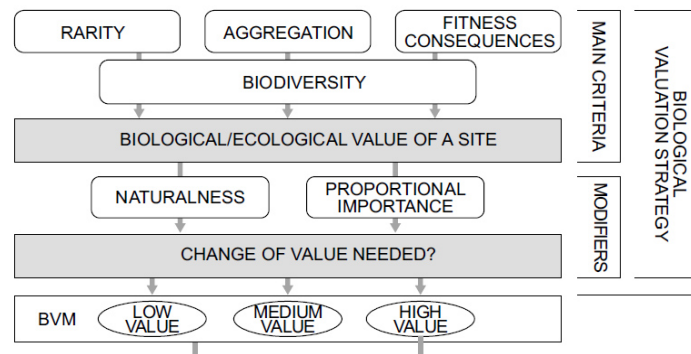 RARITY
AGGREGATION
FITNESS
CONSEQUENCES
BIODIVERSITY
BIOLOGICAL/ECOLOGICAL VALUE OF A SITE
NATURALNESS
PROPORTIONAL
IMPORTANCE
CHANGE OF VALUE NEEDED?
BVM
LOW
VALUE
MEDIUM
VALUE
HIGH
VALUE
MAIN CRITERIA
MODIFIERS
BIOLOGICAL
VALUATION STRATEGY